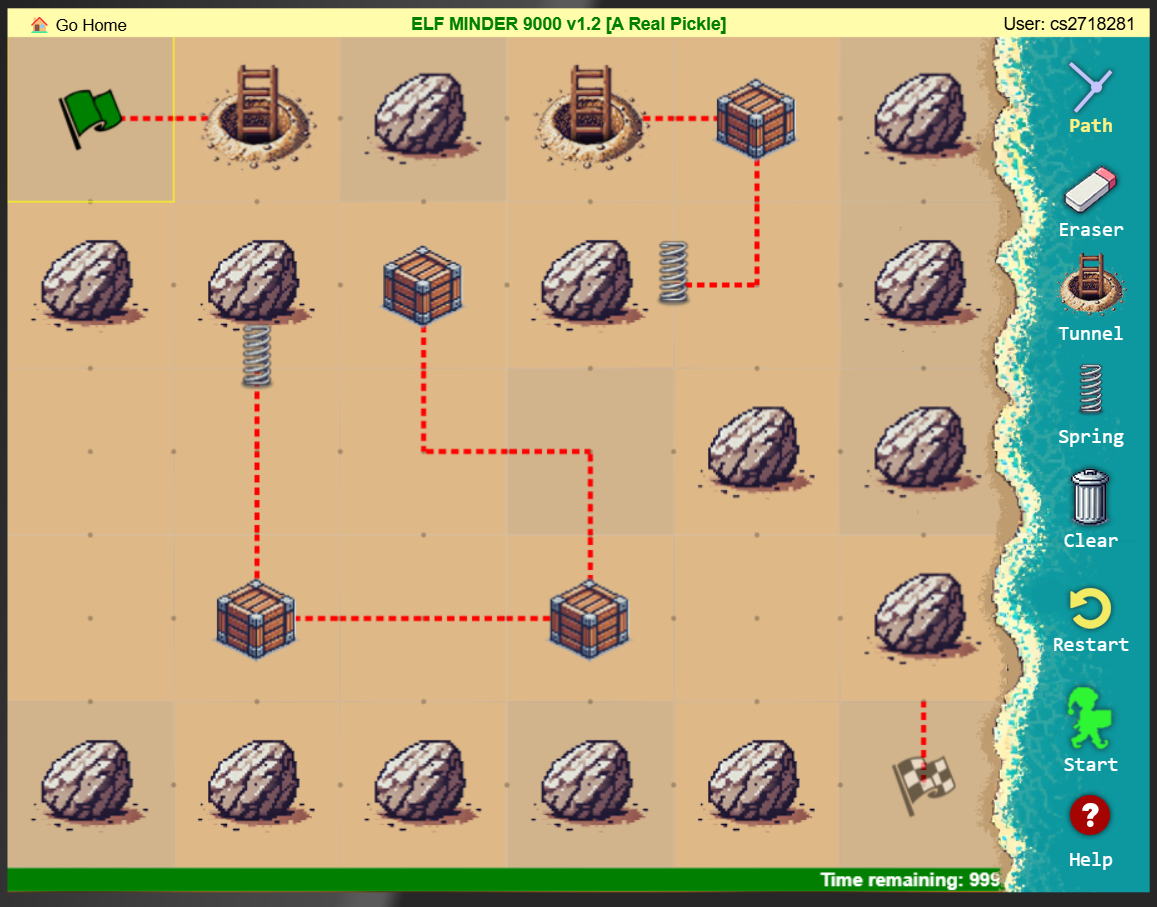 Go Home
ELF MINDER 9000 v1.2 [A Real Pickle]
User: cs2718281
Path
Eraser
Tunnel
Spring
Clear
Restart
Start
?
Help
Time remaining: 999